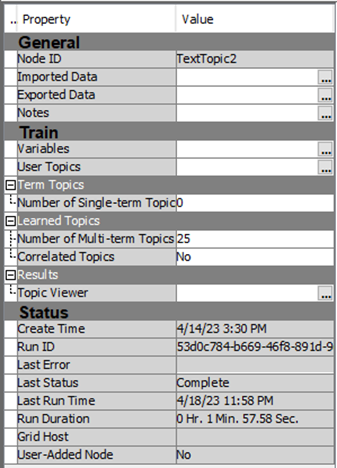 .. Property Value
General
Node ID TextTopic2
Imported Data ...
Exported Data ...
Notes ...
Train
Variables ...
User Topics ...
Term Topics
Number of Single-term Topic 0
Learned Topics
Number of Multi-term Topics 25
Correlated Topics No
Results
Topic Viewer ...
Status
Create Time 4/14/23 3:30 PM
Run ID 53d0c784-b669-46f8-891d-9
Last Error
Last Status Complete
Last Run Time 4/18/23 11:58 PM
Run Duration 0 Hr. 1 Min. 57.58 Sec.
Grid Host
User-Added Node No